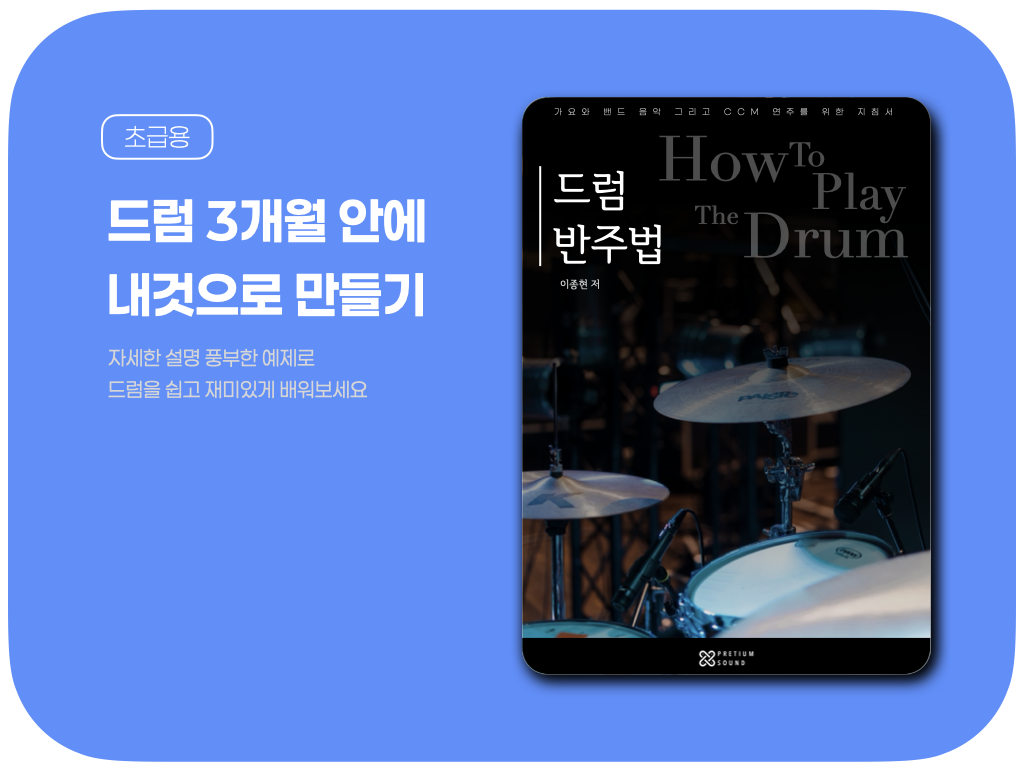 초급용
드럼 3개월 안에
내것으로 만들기
자세한 설명 풍부한 예제로
드럼을 쉽고 재미있게 배워보세요
가요와 밴드 음악 그리고 CCM 연주를 위한 지침서
How To
Play
The Drum
드럼
반주법
이종현 저
PAISTE
PRETIUM
SOUND